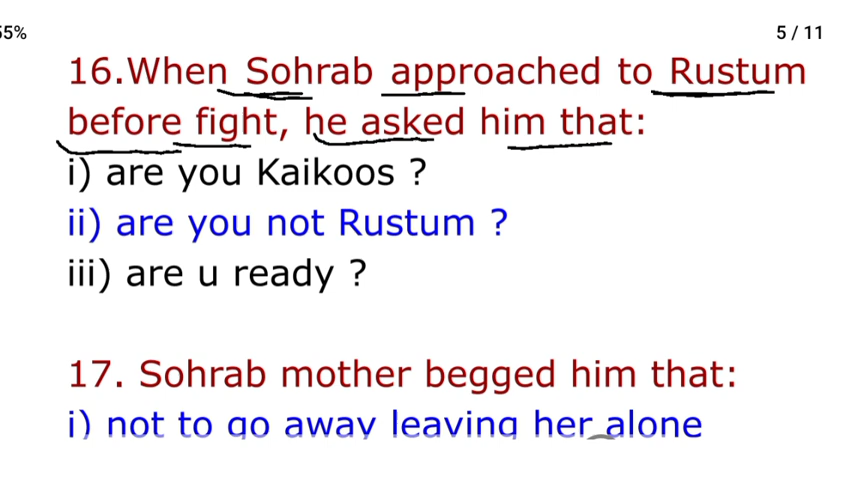 5 / 11
16.When Sohrab approached to Rustum
before fight, he asked him that:
i) are you Kaikoos ?
ii) are you not Rustum ?
iii) are u ready ?
17. Sohrab mother begged him that:
i) not to go away leaving her alone